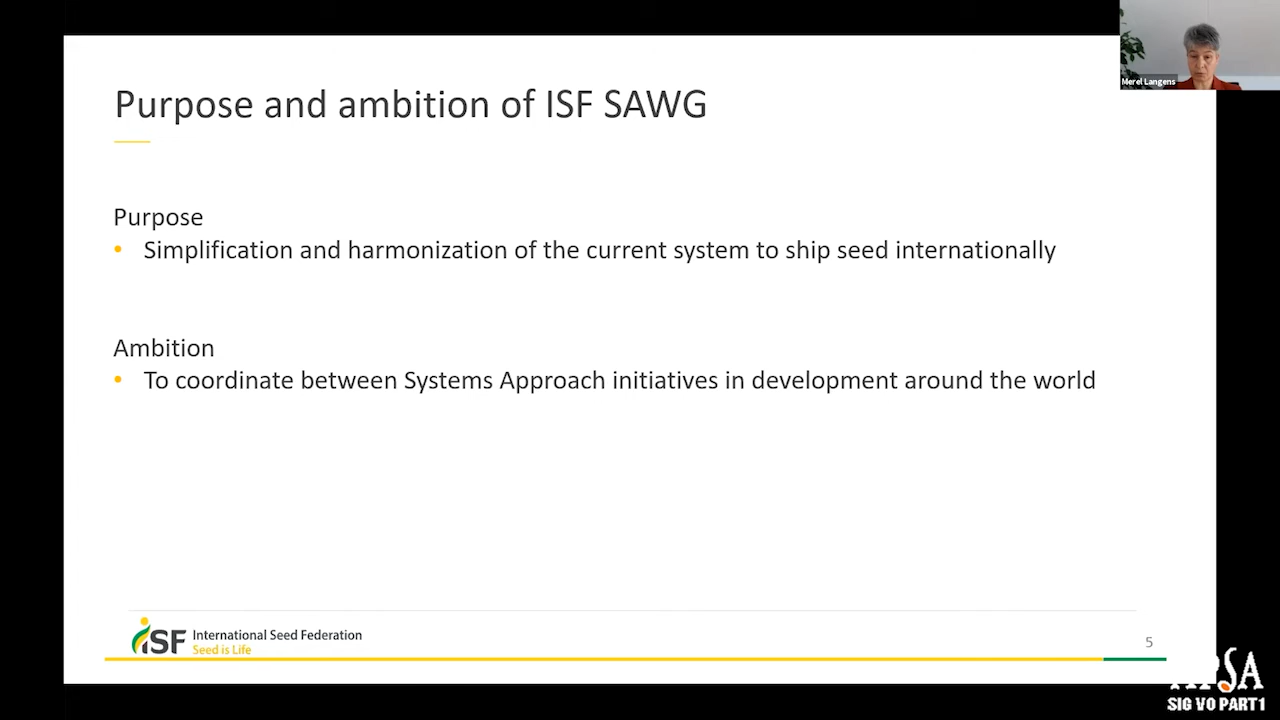 Merel Langens
Purpose and ambition of ISF SAWG
Purpose
• Simplification and harmonization of the current system to ship seed internationally
Ambition
• To coordinate between Systems Approach initiatives in development around the world
ISF International Seed Federation
Seed is Life
5
APSA
SIG VO PART1